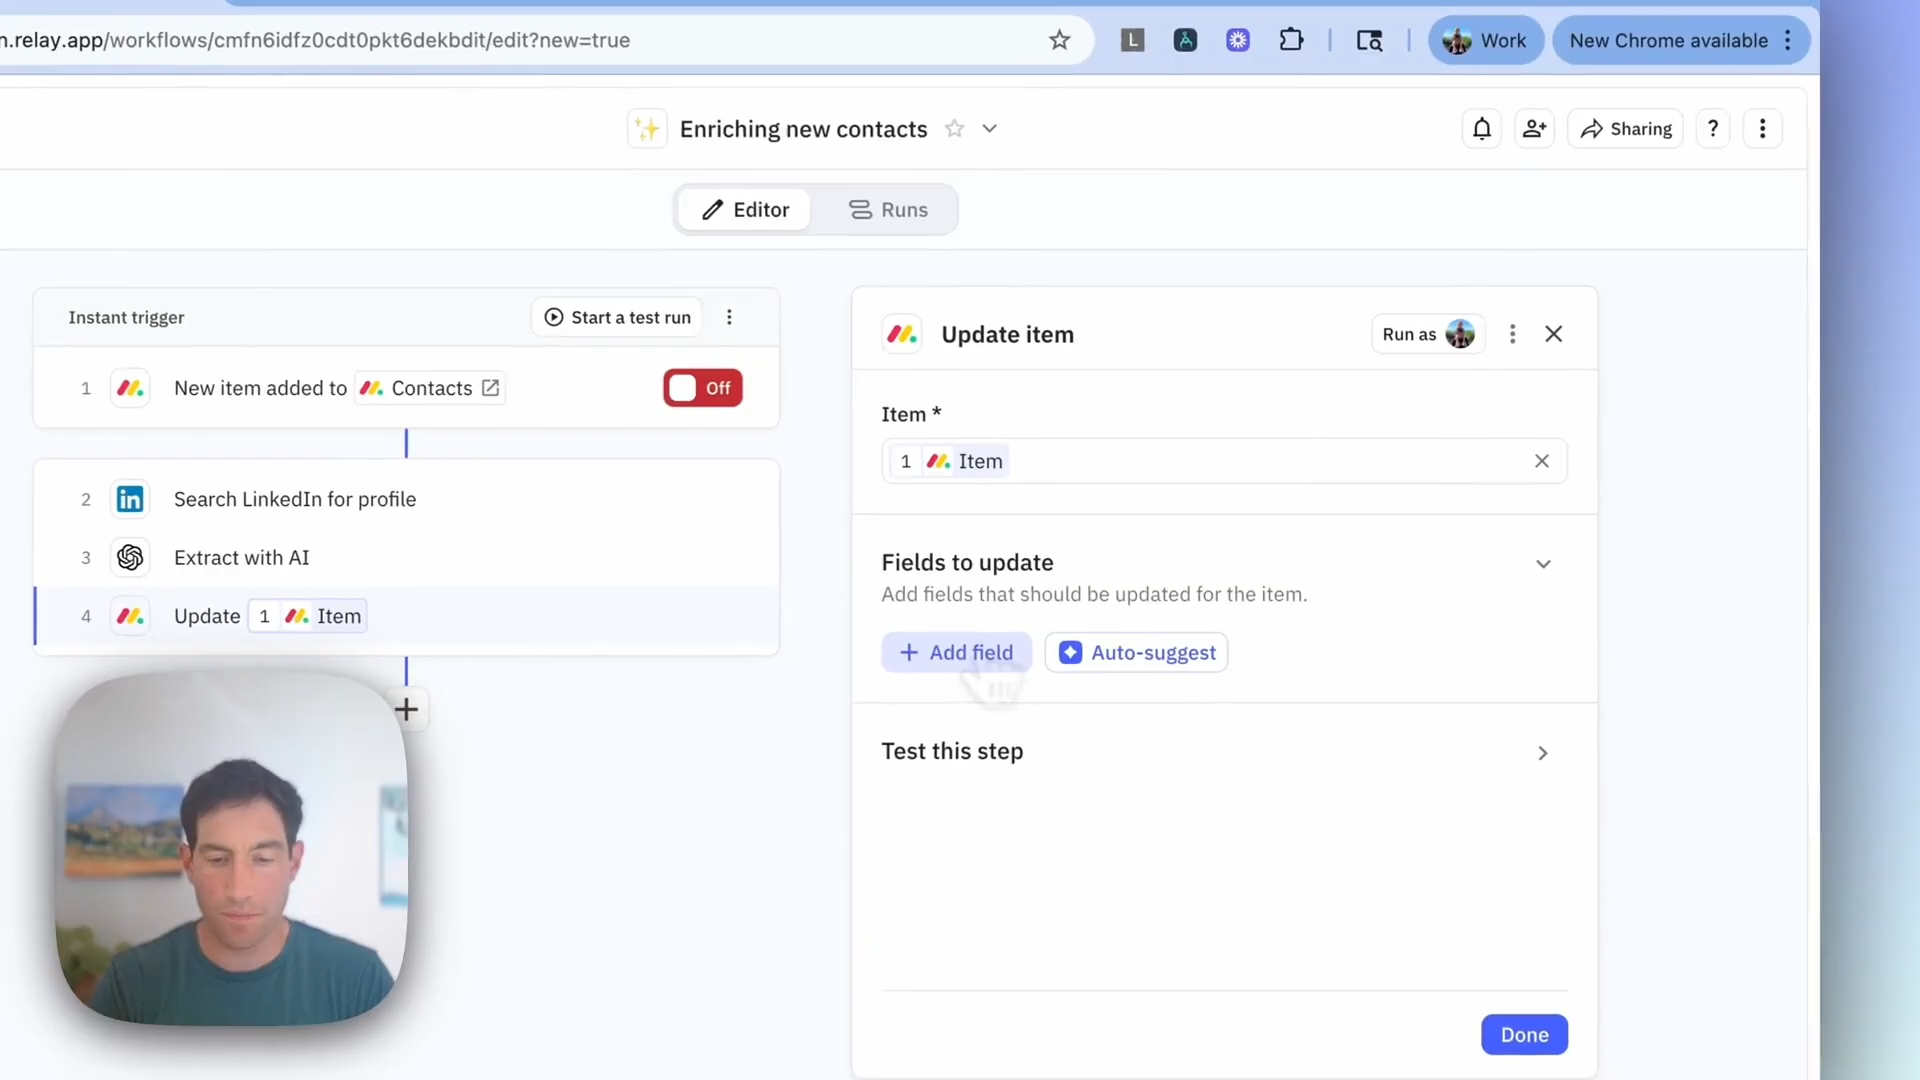 n.relay.app/workflows/cmfn6idfz0cdt0pkt6dekbdit/edit?new=true
L
Work
New Chrome available
Enriching new contacts
Sharing
?
Editor
Runs
Instant trigger
Start a test run
1 New item added to Contacts
Off
2 in Search LinkedIn for profile
3 Extract with AI
4 Update 1 Item
Update item
Run as
Item *
1 Item
Fields to update
Add fields that should be updated for the item.
Add field
Auto-suggest
Test this step
Done